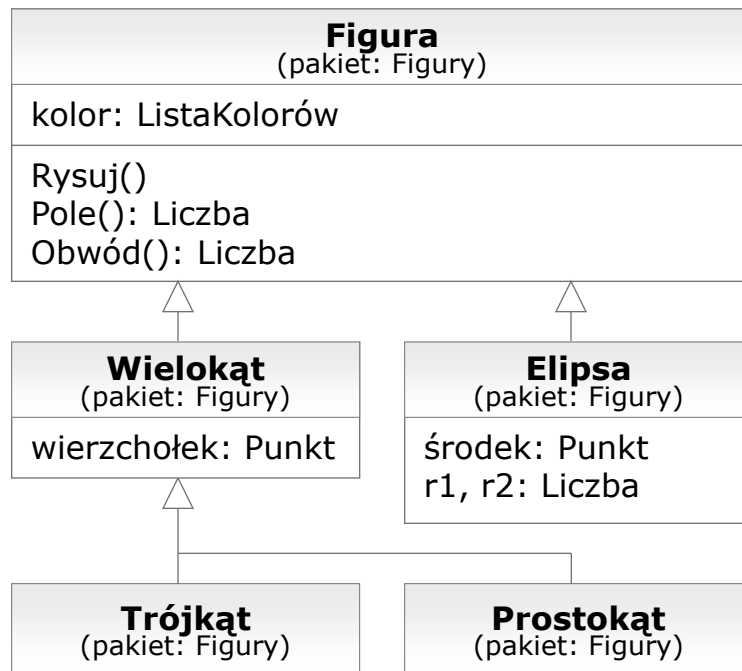 Figura
(pakiet: Figury)
kolor: ListaKolorów
Rysuj()
Pole(): Liczba
Obwód(): Liczba
Wielokąt
(pakiet: Figury)
wierzchołek: Punkt
Elipsa
(pakiet: Figury)
środek: Punkt
r1, r2: Liczba
Trójkąt
(pakiet: Figury)
Prostokąt
(pakiet: Figury)